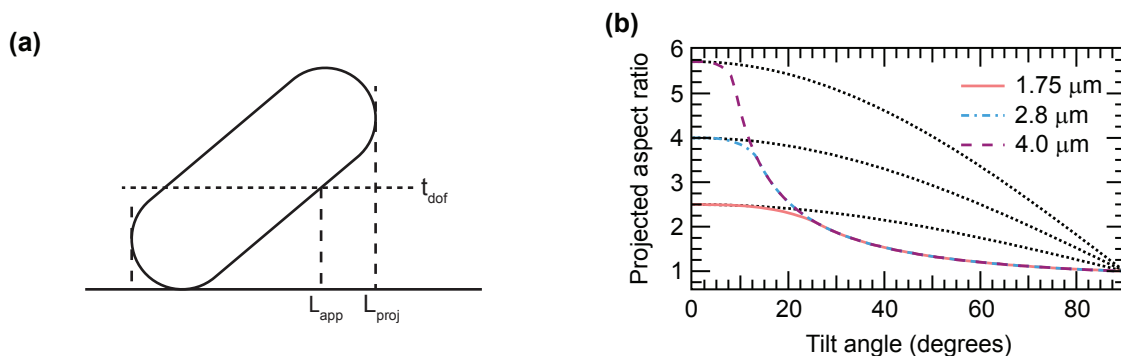 (a)
t_dof
L_app
L_proj
(b)
Projected aspect ratio
6
5
4
3
2
1
1.75 μm
2.8 μm
4.0 μm
0 20 40 60 80
Tilt angle (degrees)